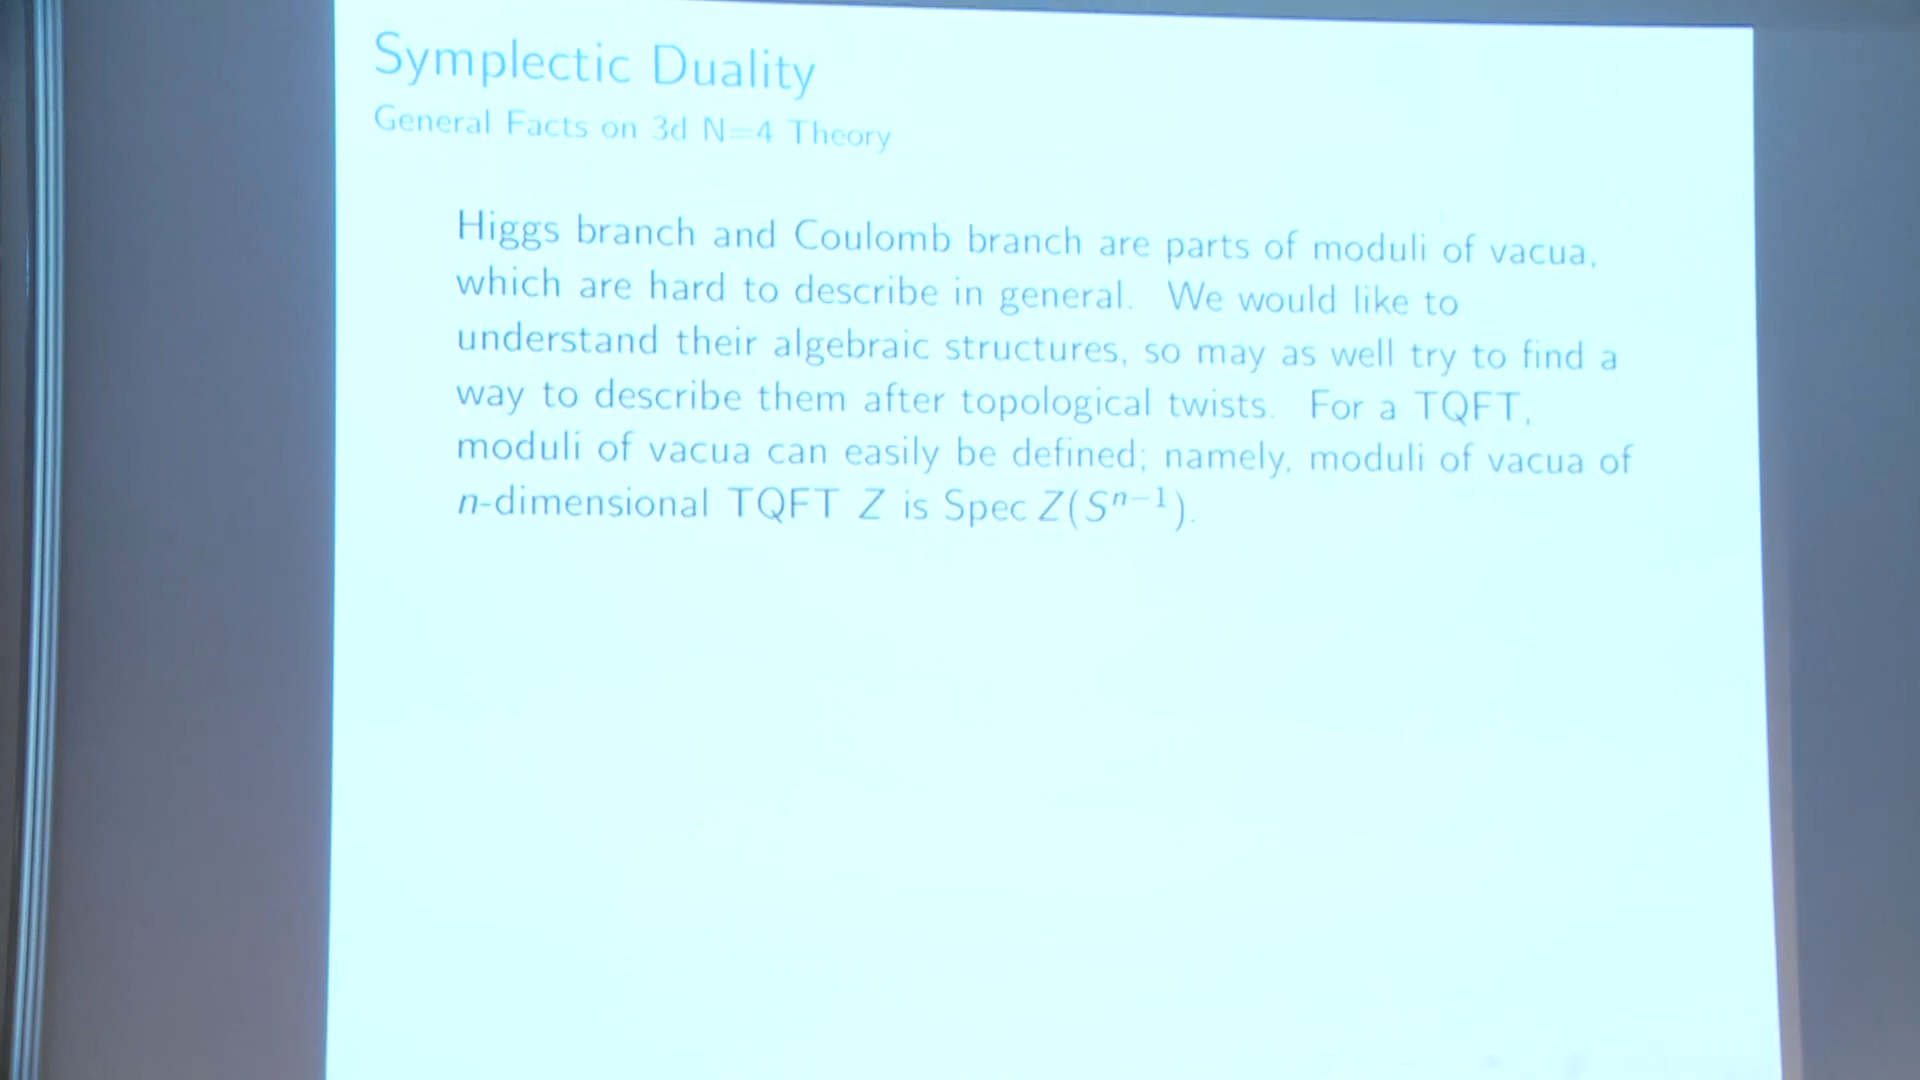 Symplectic Duality
General Facts on 3d N=4 Theory
Higgs branch and Coulomb branch are parts of moduli of vacua,
which are hard to describe in general. We would like to
understand their algebraic structures, so may as well try to find a
way to describe them after topological twists. For a TQFT,
moduli of vacua can easily be defined; namely, moduli of vacua of
n-dimensional TQFT Z is Spec Z(Sⁿ⁻¹).